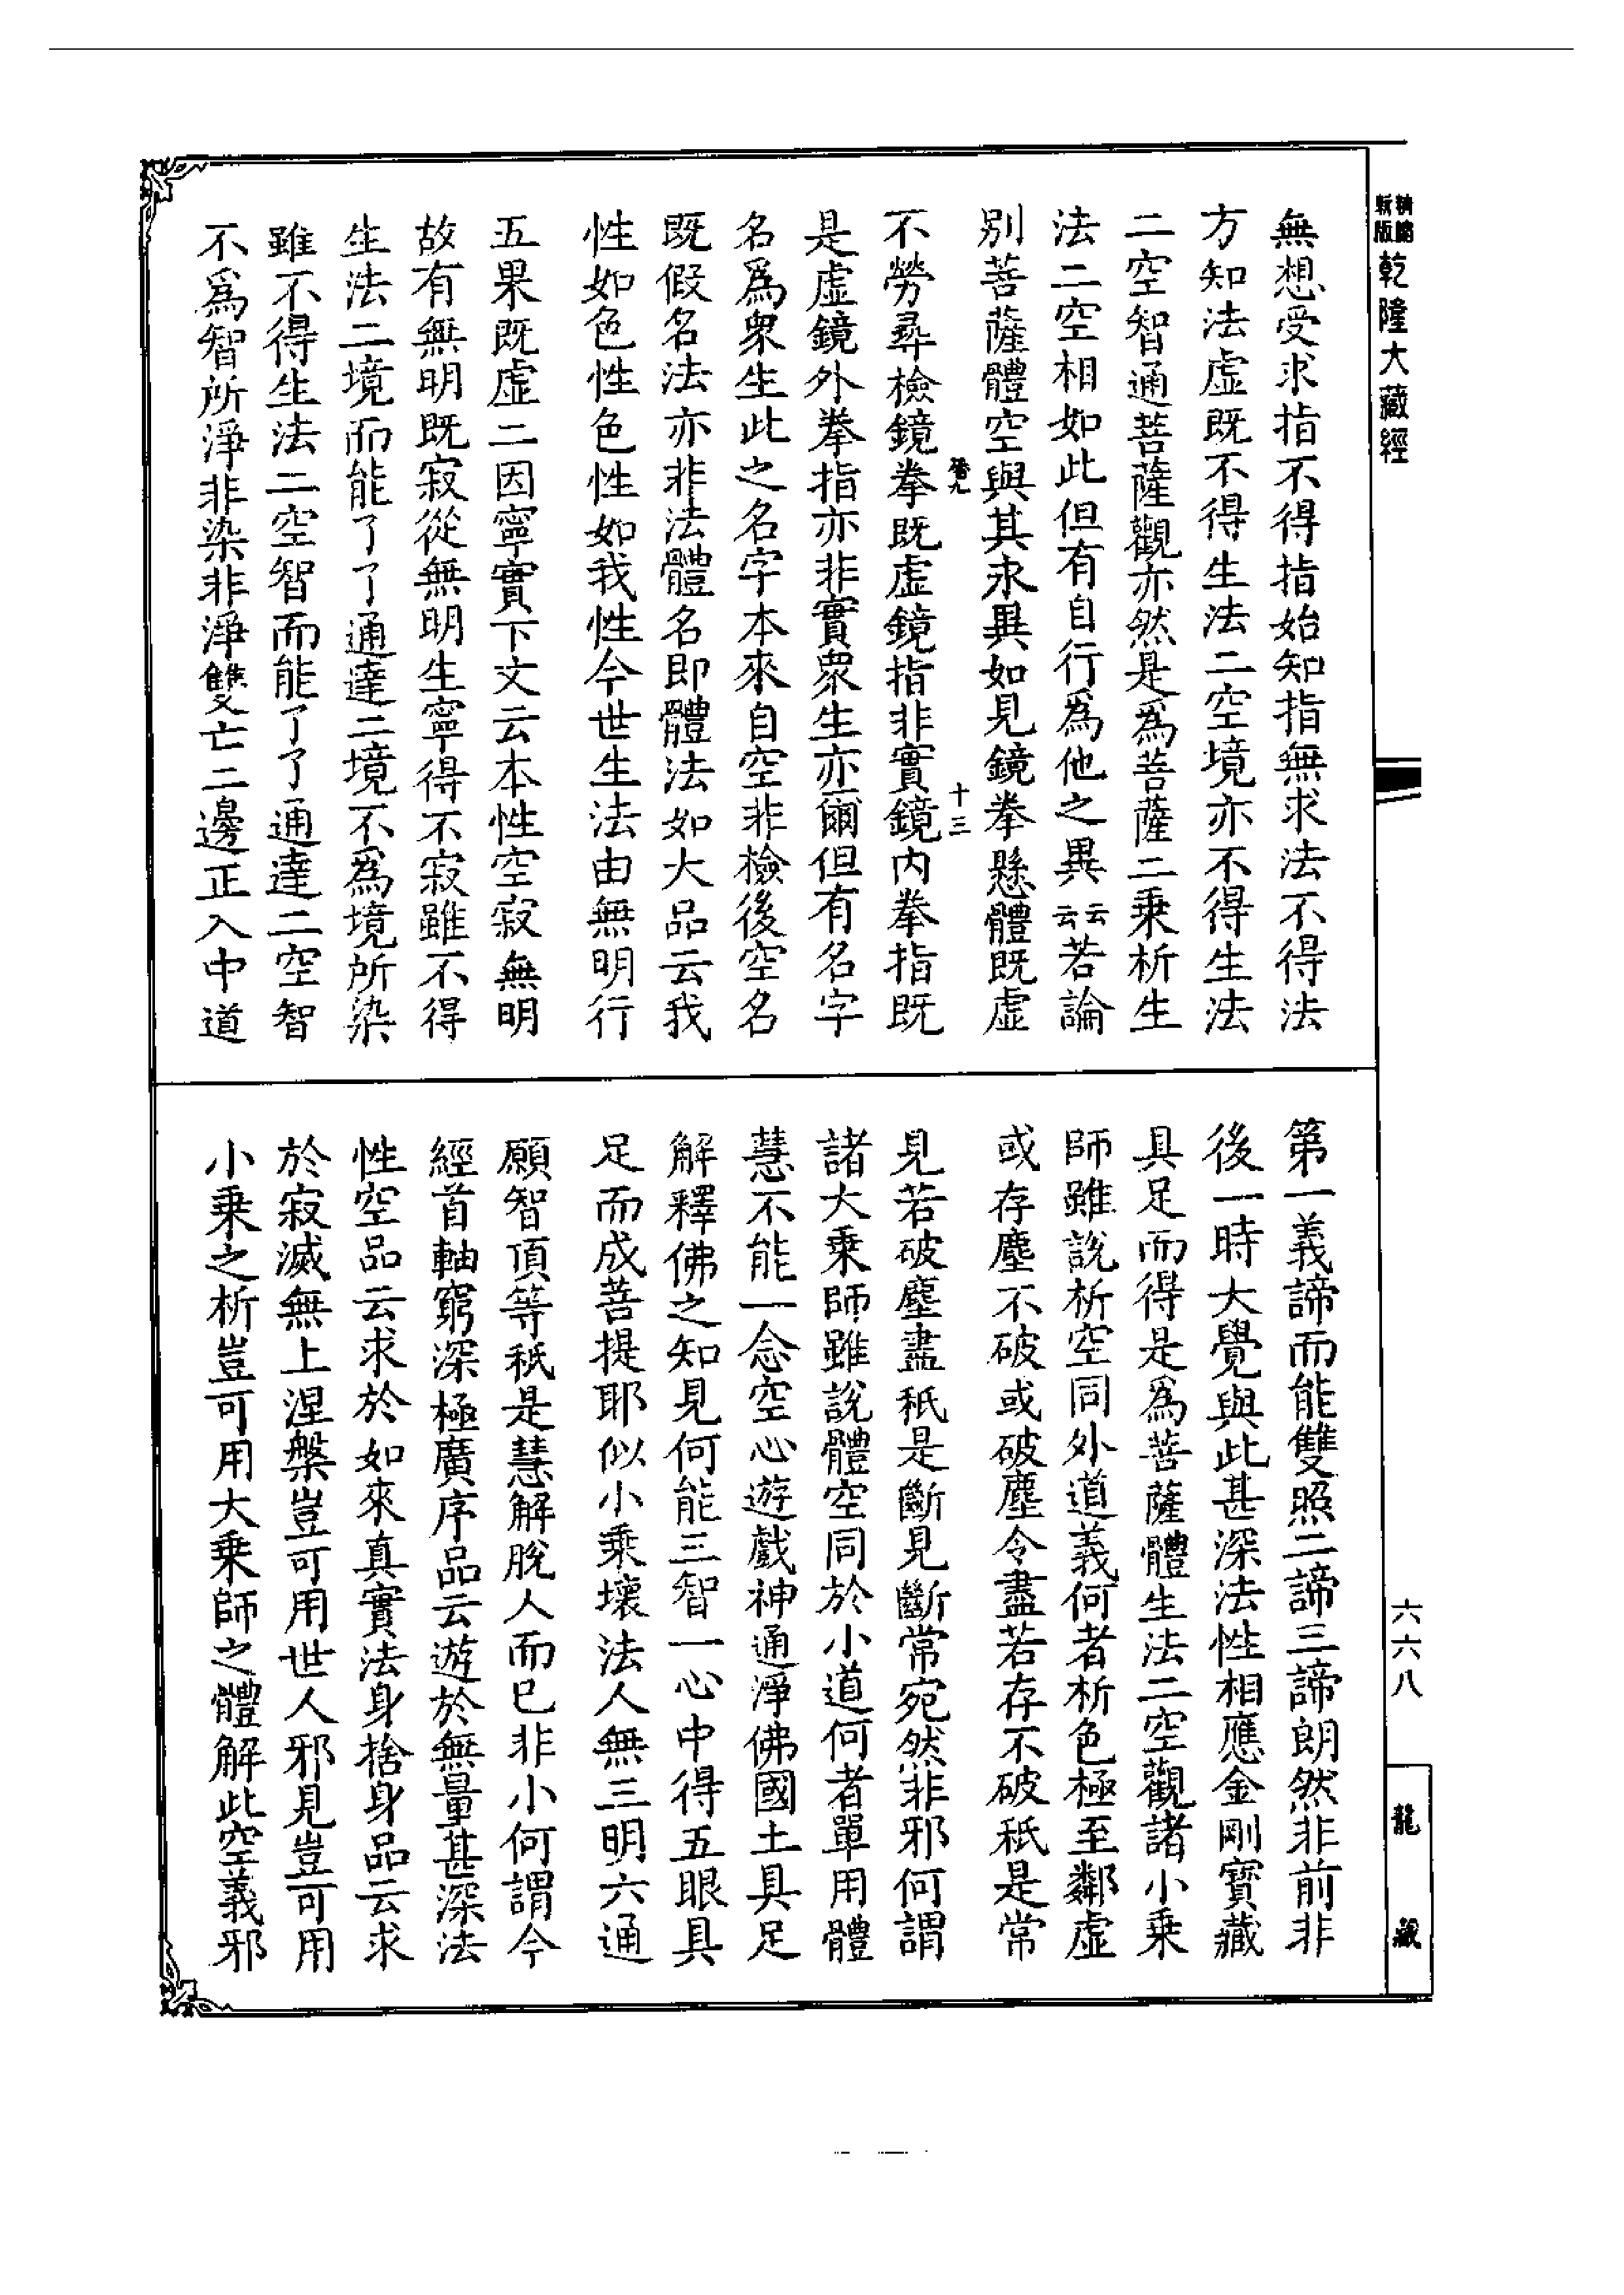 乾隆大藏經
無想受求指不得指始知指無求法不得法
方知法虛既不得生法二空境亦不得生法
二空智通菩薩觀亦然是為菩薩二乘析生
法二空相如此但有自行為他之異云云若論
別菩薩體空與其永異如見鏡拳懸體既虛
十三
不勞尋檢鏡拳既虛鏡指非實鏡内拳指既
是虛鏡外拳指亦非實眾生亦爾但有名字
名為眾生此之名字本來自空非檢後空名
既假名法亦非法體名即體法如大品云我
性如色性色性如我性今世生法由無明行
五果既虛二因寧實下文云本性空寂無明
故有無明既寂從無明生寧得不寂雖不得
生法二境而能了了通達二境不為境所染
雖不得生法二空智而能了了通達二空智
不為智所淨非染非淨雙亡二邊正入中道
第一義諦而能雙照二諦三諦朗然非前非
後一時大覺與此甚深法性相應金剛寶藏
具足而得是為菩薩體生法二空觀諸小乘
師雖說析空同外道義何者析色極至鄰虛
或存塵不破或破塵令盡若存不破秖是常
見若破塵盡秖是斷見斷常宛然非邪何謂
諸大乘師雖說體空同於小道何者單用體
慧不能一念空心遊戲神通淨佛國土具足
解釋佛之知見何能三智一心中得五眼具
足而成菩提耶似小乘壞法人無三明六通
願智頂等秖是慧解脫人而已非小何謂今
經首軸窮深極廣序品云遊於無量甚深法
性空品云求於如來真實法身捨身品云求
於寂滅無上涅槃豈可用世人邪見豈可用
小乘之析豈可用大乘師之體解此空義邪
六六八
龍藏